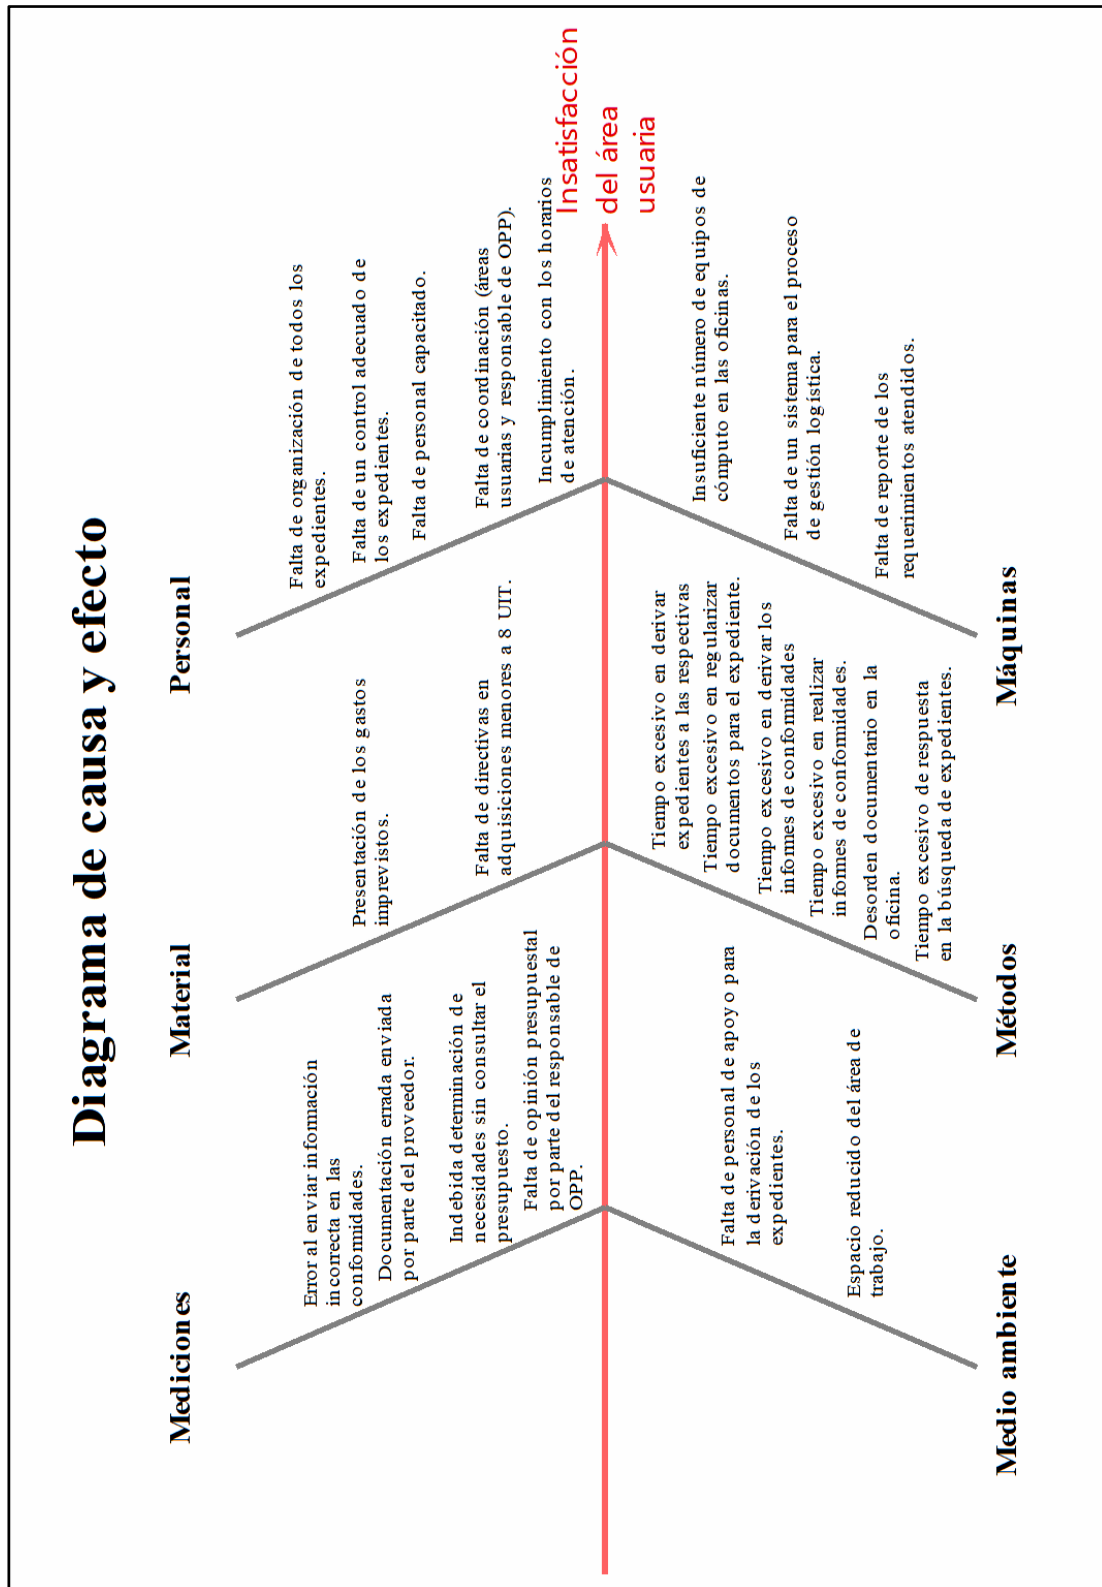 Diagrama de causa y efecto
Mediciones
Material
Personal
Error al enviar información
incorrecta en las
conformidades.
Documentación errada enviada
por parte del proveedor.
Indebida determinación de
necesidades sin consultar el
presupuesto.
Falta de opinión presupuestal
por parte del responsable de
OPP.
Presentación de los gastos
imprevistos.
Falta de directivas en
adquisiciones menores a 8 UIT.
Falta de organización de todos los
expedientes.
Falta de un control adecuado de
los expedientes.
Falta de personal capacitado.
Falta de coordinación (áreas
usuarias y responsable de OPP).
Incumplimiento con los horarios
de atención.
Insatisfacción
del área
usuaria
Falta de personal de apoyo para
la derivación de los
expedientes.
Espacio reducido del área de
trabajo.
Tiempo excesivo en derivar
expedientes a las respectivas
Tiempo excesivo en regularizar
documentos para el expediente.
Tiempo excesivo en derivar los
informes de conformidades
Tiempo excesivo en realizar
informes de conformidades.
Desorden documentario en la
oficina.
Tiempo excesivo de respuesta
en la búsqueda de expedientes.
Insuficiente número de equipos de
cómputo en las oficinas.
Falta de un sistema para el proceso
de gestión logística.
Falta de reporte de los
requerimientos atendidos.
Medio ambiente
Métodos
Máquinas